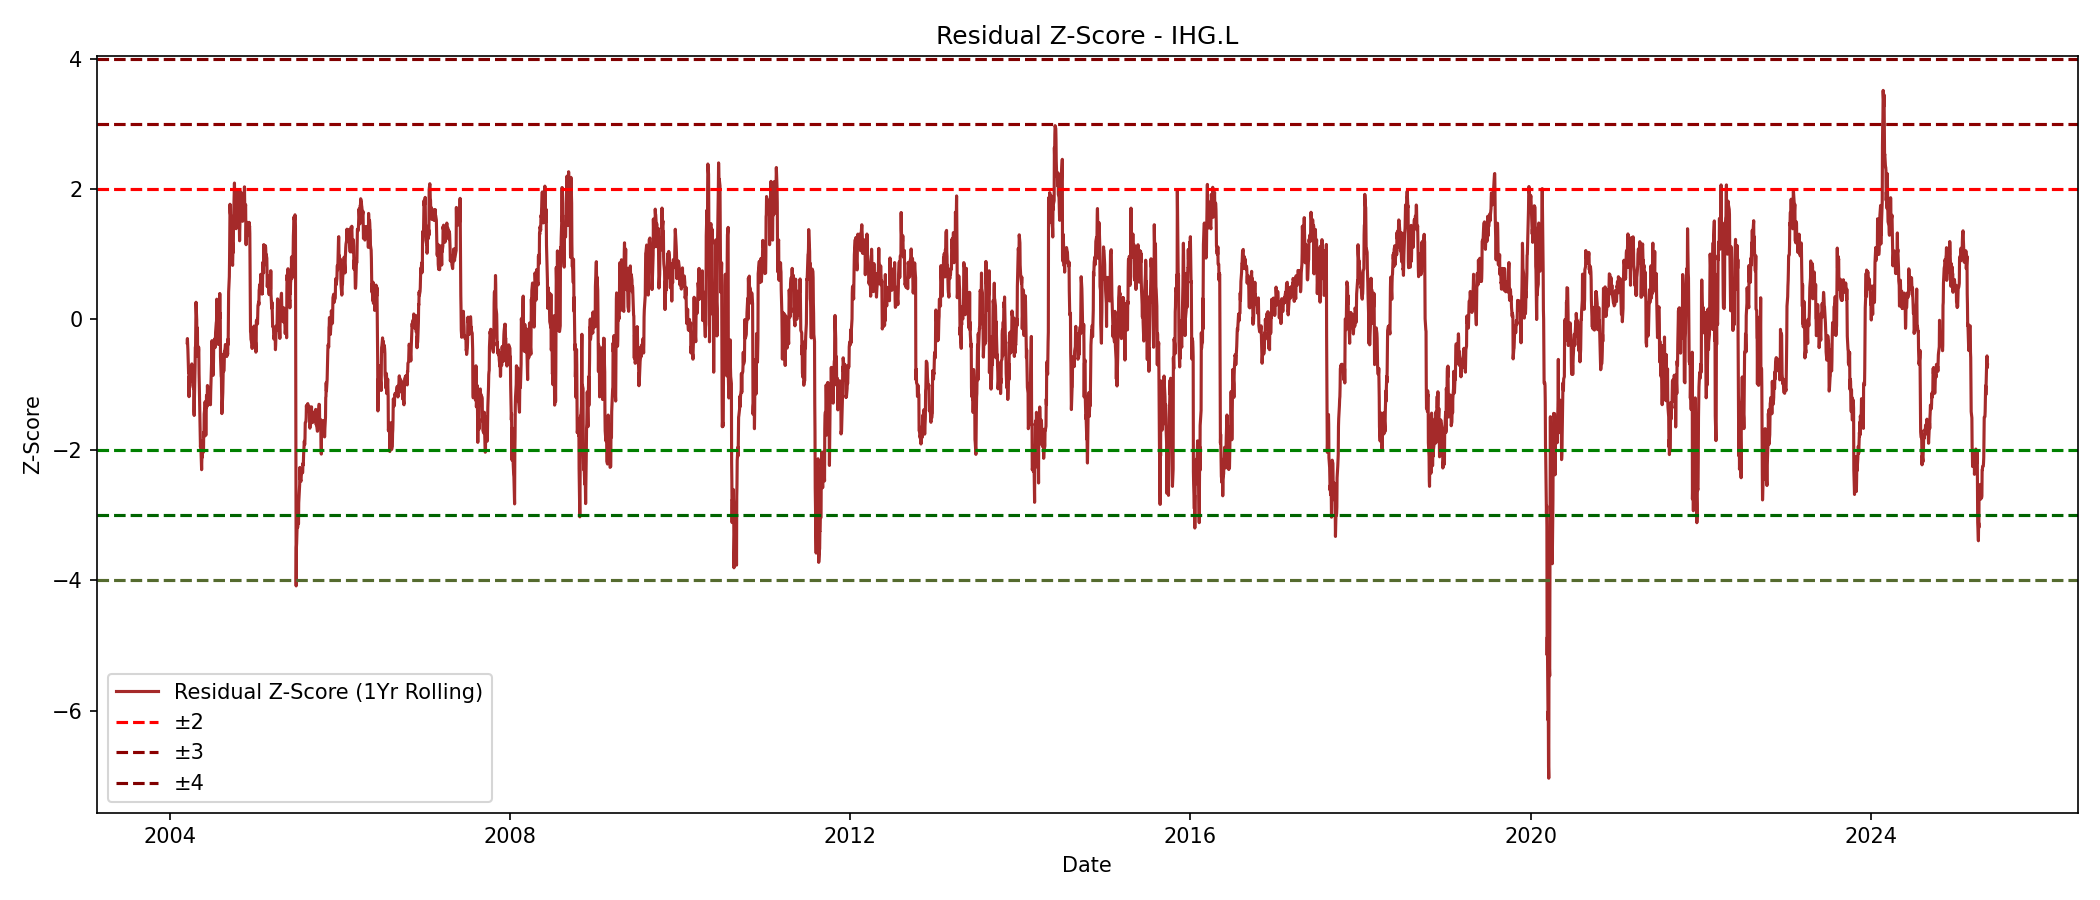 Residual Z-Score - IHG.L
4
2
0
−2
−4
−6
Z-Score
Residual Z-Score (1Yr Rolling)
±2
±3
±4
2004 2008 2012 2016 2020 2024
Date